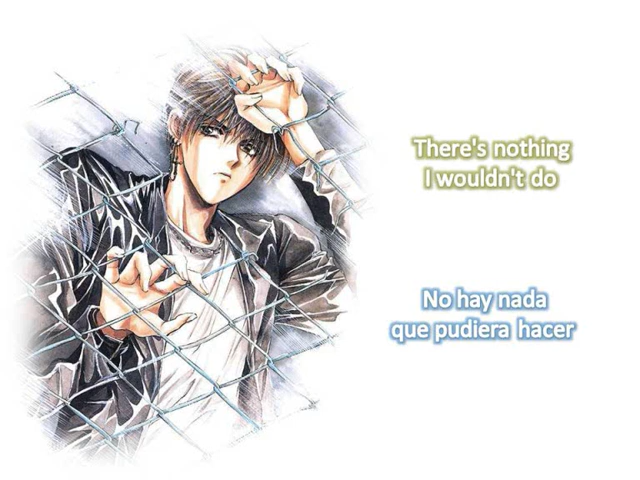 There's nothing
I wouldn't do
No hay nada
que pudiera hacer